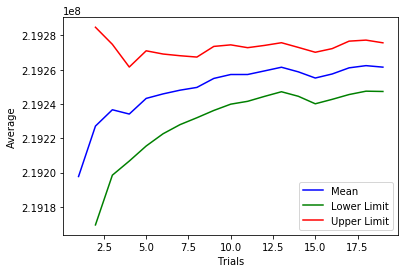 1e8
2.1928
2.1926
2.1924
2.1922
2.1920
2.1918
Average
2.5 5.0 7.5 10.0 12.5 15.0 17.5
Trials
Mean
Lower Limit
Upper Limit